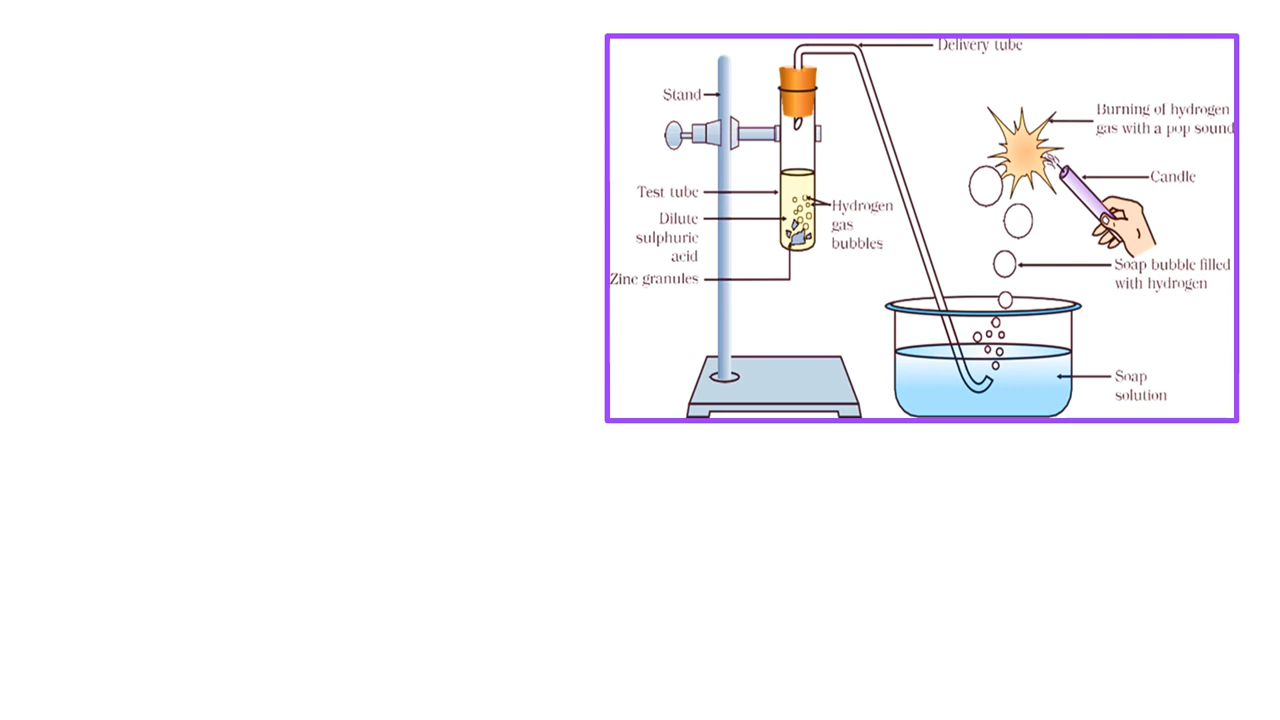 Delivery tube
Stand
Burning of hydrogen
gas with a pop sound
Candle
Test tube
Hydrogen
gas
bubbles
Dilute
sulphuric
acid
Zinc granules
Soap bubble filled
with hydrogen
Soap
solution